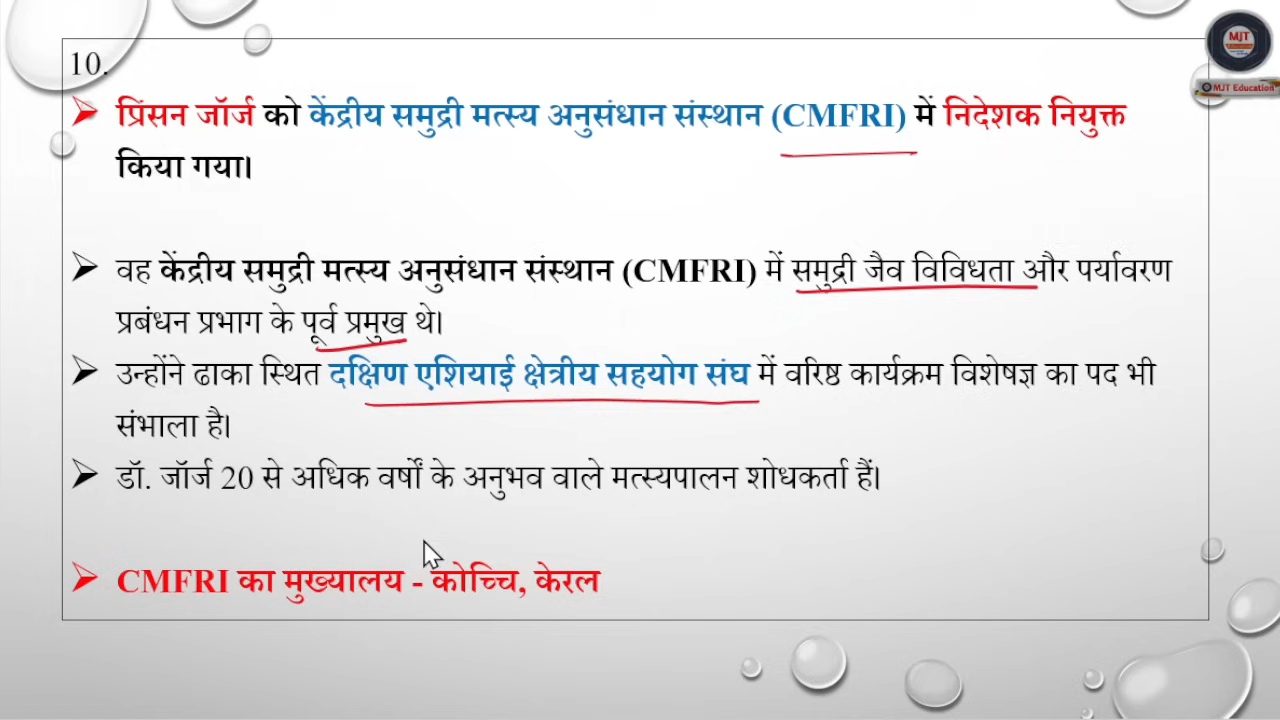 MJT
MJT Education
10.
➢ प्रिंसन जॉर्ज को केंद्रीय समुद्री मत्स्य अनुसंधान संस्थान (CMFRI) में निदेशक नियुक्त
किया गया।
➢ वह केंद्रीय समुद्री मत्स्य अनुसंधान संस्थान (CMFRI) में समुद्री जैव विविधता और पर्यावरण
प्रबंधन प्रभाग के पूर्व प्रमुख थे।
➢ उन्होंने ढाका स्थित दक्षिण एशियाई क्षेत्रीय सहयोग संघ में वरिष्ठ कार्यक्रम विशेषज्ञ का पद भी
संभाला है।
➢ डॉ. जॉर्ज 20 से अधिक वर्षों के अनुभव वाले मत्स्यपालन शोधकर्ता हैं।
➢ CMFRI का मुख्यालय - कोच्चि, केरल